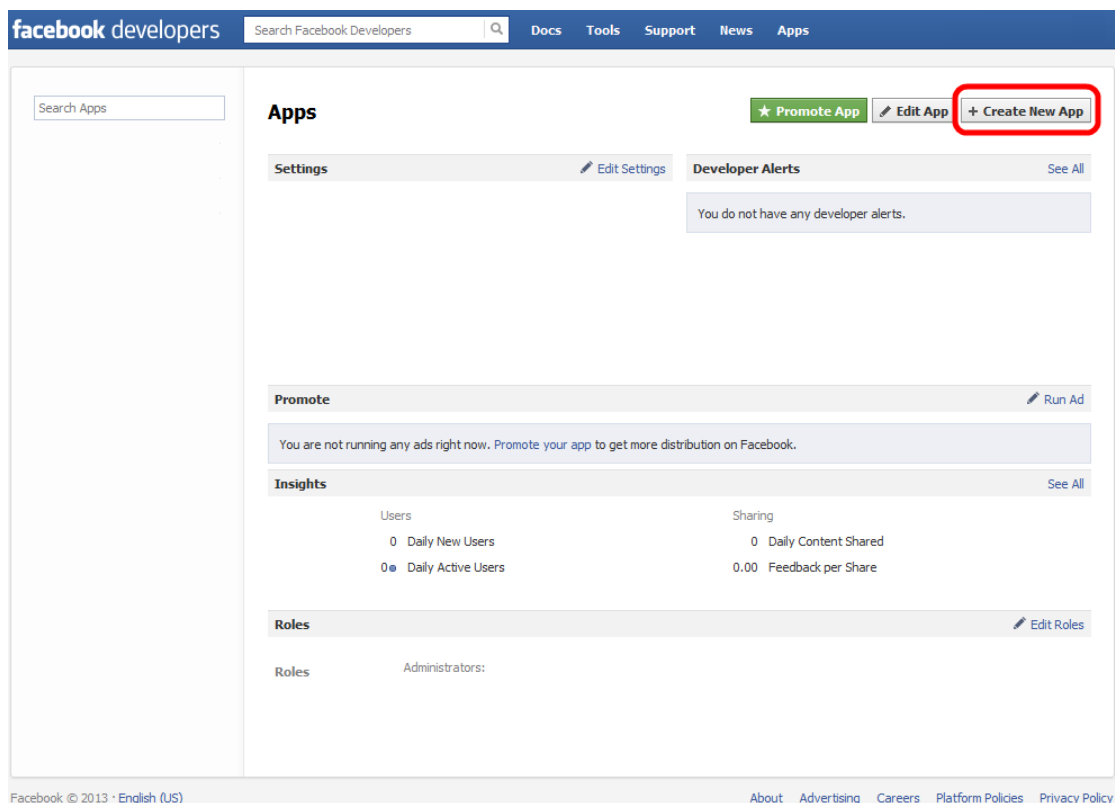 facebook developers Search Facebook Developers Docs Tools Support News Apps
Search Apps
Apps
Promote App Edit App + Create New App
Settings Edit Settings
Developer Alerts See All
You do not have any developer alerts.
Promote Run Ad
You are not running any ads right now. Promote your app to get more distribution on Facebook.
Insights See All
Users Sharing
0 Daily New Users 0 Daily Content Shared
0 Daily Active Users 0.00 Feedback per Share
Roles Edit Roles
Roles Administrators:
Facebook © 2013 · English (US) About Advertising Careers Platform Policies Privacy Policy